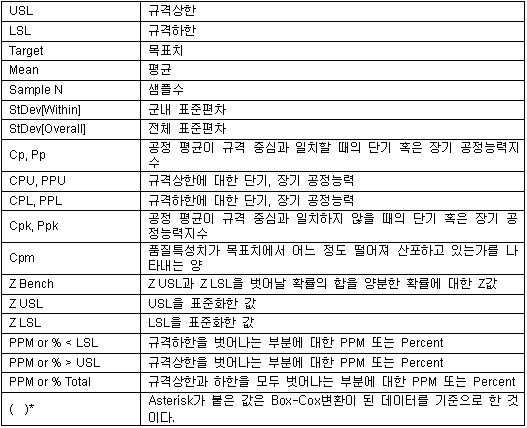 USL 규격상한
LSL 규격하한
Target 목표치
Mean 평균
Sample N 샘플수
StDev[Within] 군내 표준편차
StDev[Overall] 전체 표준편차
Cp, Pp 공정 평균이 규격 중심과 일치할 때의 단기 혹은 장기 공정능력지
수
CPU, PPU 규격상한에 대한 단기, 장기 공정능력
CPL, PPL 규격하한에 대한 단기, 장기 공정능력
Cpk, Ppk 공정 평균이 규격 중심과 일치하지 않을 때의 단기 혹은 장기 공
정능력지수
Cpm 품질특성치가 목표치에서 어느 정도 떨어져 산포하고 있는가를 나
타내는 양
Z Bench Z USL과 Z LSL을 벗어날 확률의 합을 양분한 확률에 대한 Z값
Z USL USL을 표준화한 값
Z LSL LSL을 표준화한 값
PPM or % < LSL 규격하한을 벗어나는 부분에 대한 PPM 또는 Percent
PPM or % > USL 규격상한을 벗어나는 부분에 대한 PPM 또는 Percent
PPM or % Total 규격상한과 하한을 모두 벗어나는 부분에 대한 PPM 또는 Percent
( )* Asterisk가 붙은 값은 Box-Cox변환이 된 데이터를 기준으로 한 것
이다.